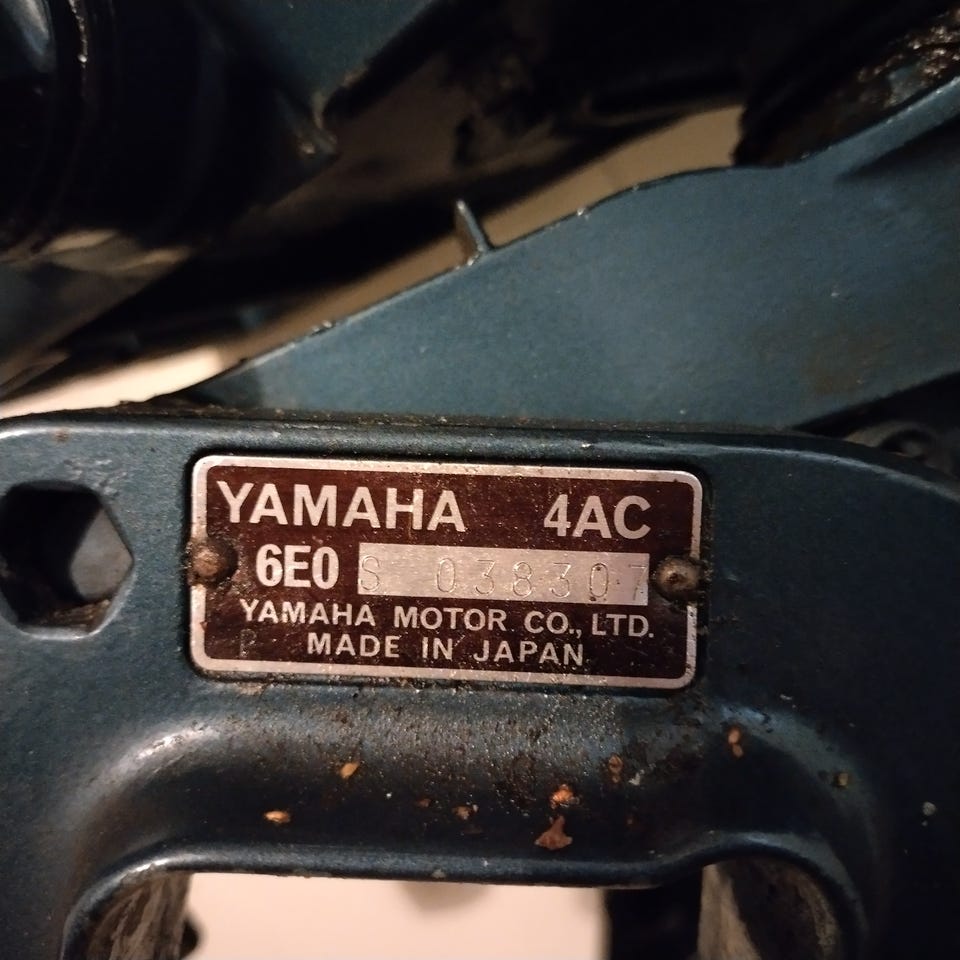 YAMAHA 4AC
6E0 S 038307
YAMAHA MOTOR CO., LTD.
MADE IN JAPAN